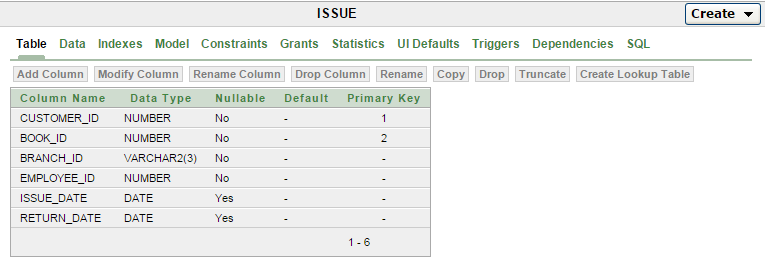 ISSUE
Create
Table Data Indexes Model Constraints Grants Statistics UI Defaults Triggers Dependencies SQL
Add Column Modify Column Rename Column Drop Column Rename Copy Drop Truncate Create Lookup Table
Column Name Data Type Nullable Default Primary Key
CUSTOMER_ID NUMBER No - 1
BOOK_ID NUMBER No - 2
BRANCH_ID VARCHAR2(3) No - -
EMPLOYEE_ID NUMBER No - -
ISSUE_DATE DATE Yes - -
RETURN_DATE DATE Yes - -
1 - 6